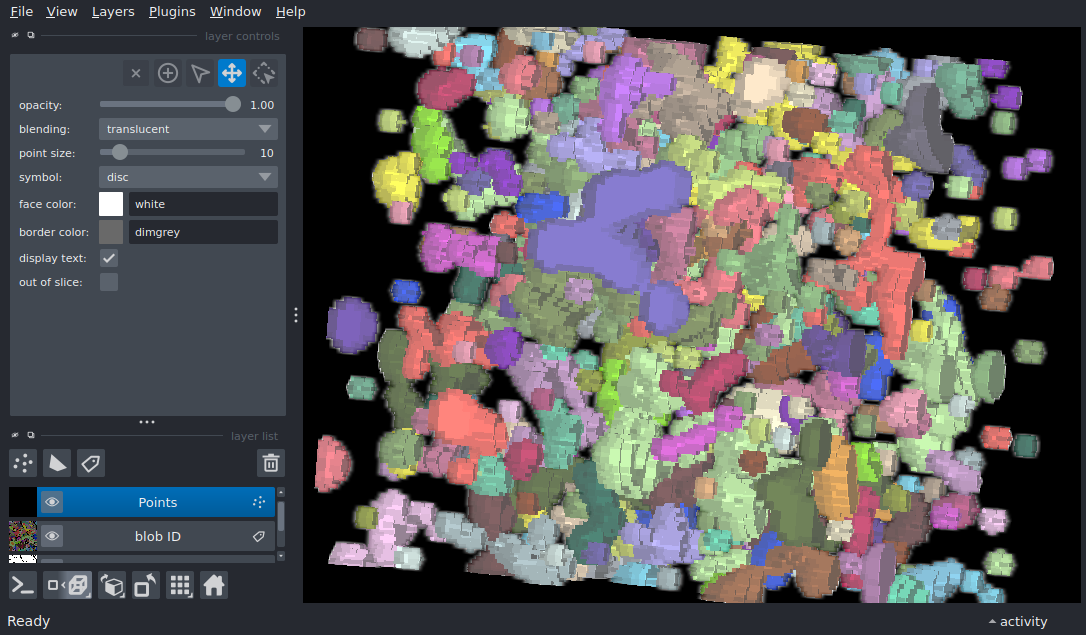 File View Layers Plugins Window Help
layer controls
opacity: 1.00
blending: translucent
point size: 10
symbol: disc
face color: white
border color: dimgrey
display text:
out of slice:
layer list
Points
blob ID
Ready activity